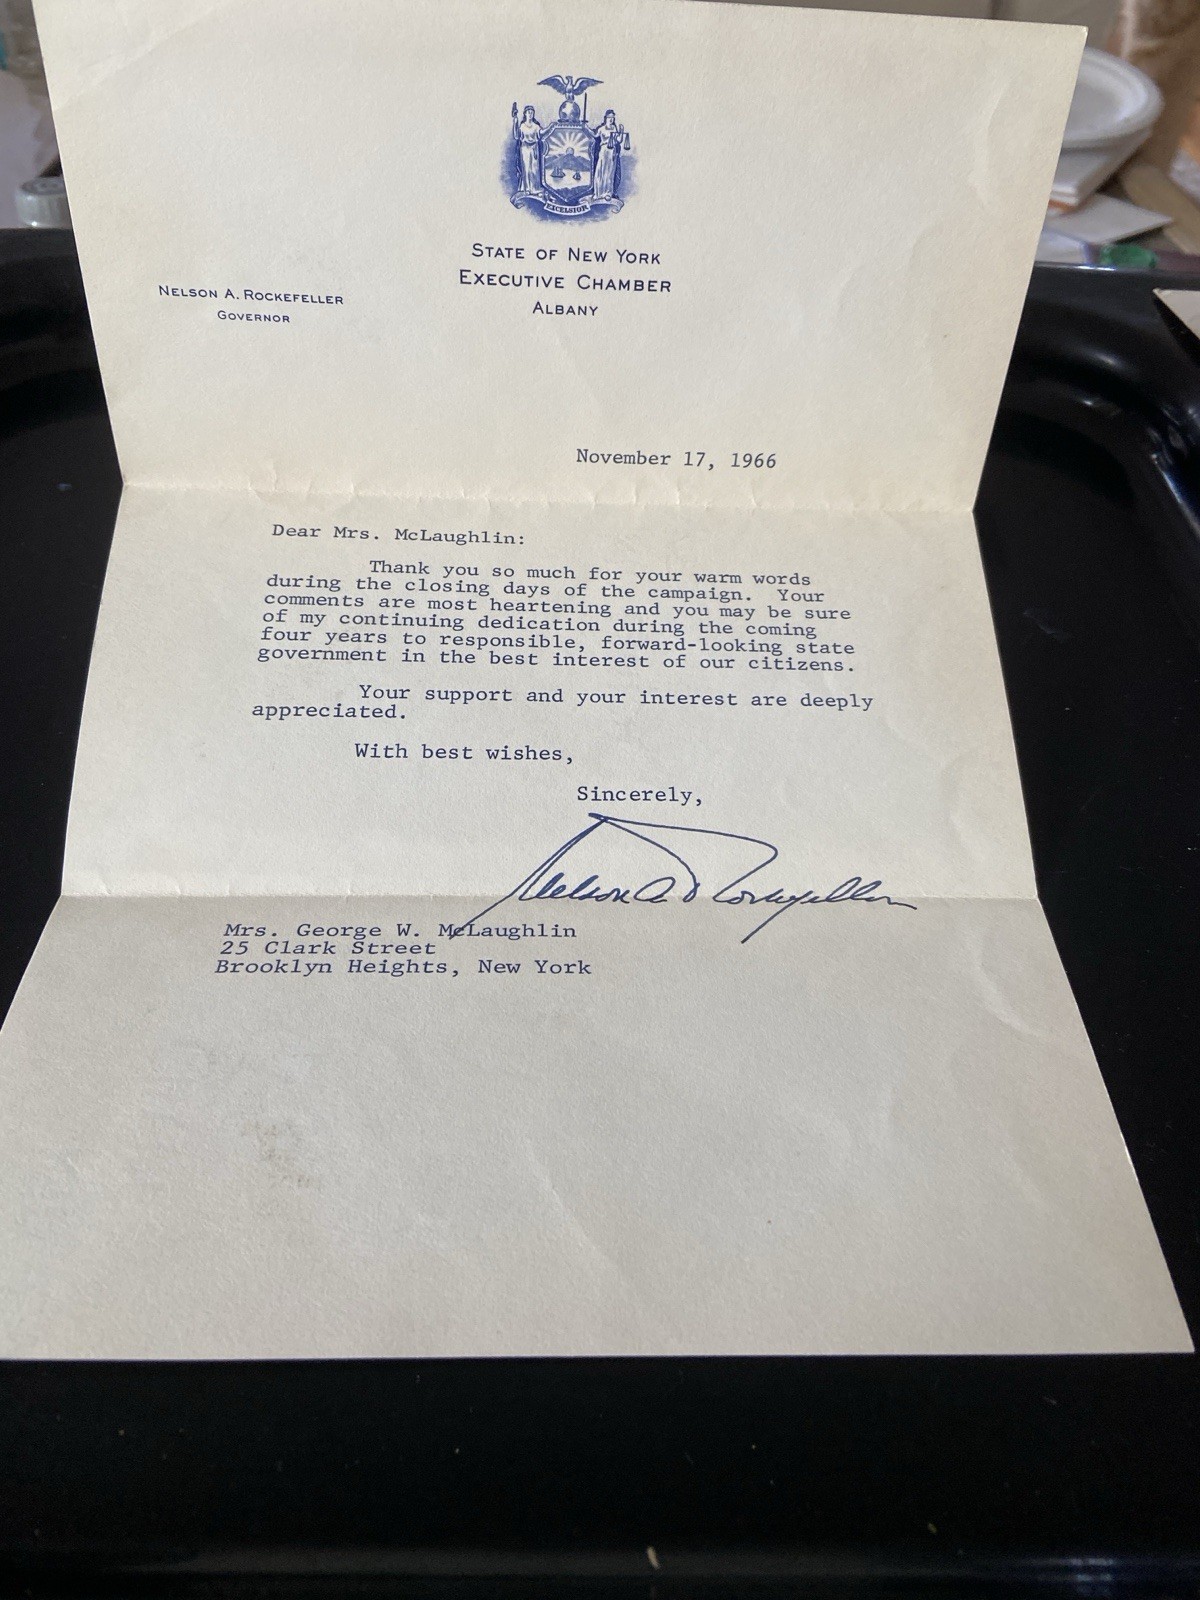 EXCELSIOR
STATE OF NEW YORK
EXECUTIVE CHAMBER
ALBANY
NELSON A. ROCKEFELLER
GOVERNOR
November 17, 1966
Dear Mrs. McLaughlin:
Thank you so much for your warm words
during the closing days of the campaign. Your
comments are most heartening and you may be sure
of my continuing dedication during the coming
four years to responsible, forward-looking state
government in the best interest of our citizens.
Your support and your interest are deeply
appreciated.
With best wishes,
Sincerely,
Nelson A Rockefeller
Mrs. George W. McLaughlin
25 Clark Street
Brooklyn Heights, New York